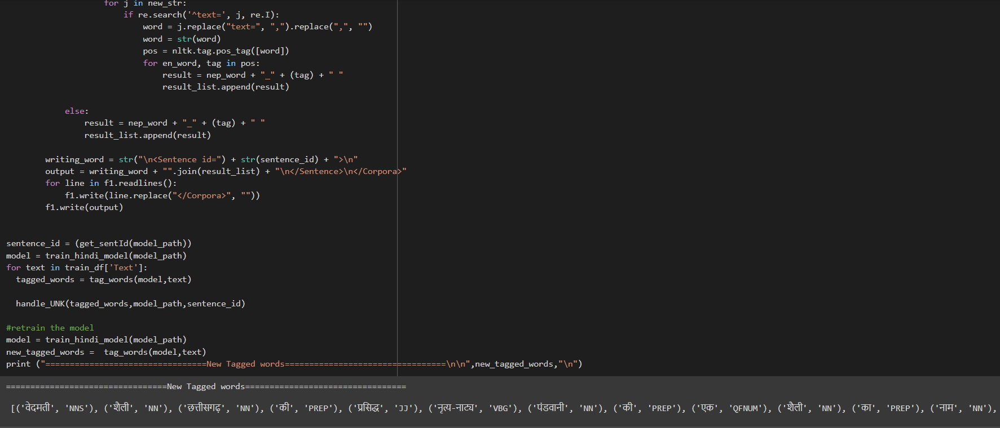 for j in new_str:
if re.search('^text=', j, re.I):
word = j.replace("text=", ",").replace(",", "")
word = str(word)
pos = nltk.tag.pos_tag([word])
for en_word, tag in pos:
result = nep_word + "_" + (tag) + " "
result_list.append(result)
else:
result = nep_word + "_" + (tag) + " "
result_list.append(result)
writing_word = str("\n<Sentence id=") + str(sentence_id) + ">\n"
output = writing_word + "".join(result_list) + "\n</Sentence>\n</Corpora>"
for line in f1.readlines():
f1.write(line.replace("</Corpora>", ""))
f1.write(output)
sentence_id = (get_sentId(model_path))
model = train_hindi_model(model_path)
for text in train_df['Text']:
tagged_words = tag_words(model,text)
handle_UNK(tagged_words,model_path,sentence_id)
#retrain the model
model = train_hindi_model(model_path)
new_tagged_words =  tag_words(model,text)
print ("=================================New Tagged words=================================\n\n",new_tagged_words,"\n")
=================================New Tagged words=================================
[('वेदमती', 'NNS'), ('शैली', 'NN'), ('छत्तीसगढ़', 'NN'), ('की', 'PREP'), ('प्रसिद्ध', 'JJ'), ('नृत्य-नाट्य', 'VBG'), ('पंडवानी', 'NN'), ('की', 'PREP'), ('एक', 'QFNUM'), ('शैली', 'NN'), ('का', 'PREP'), ('नाम', 'NN'),